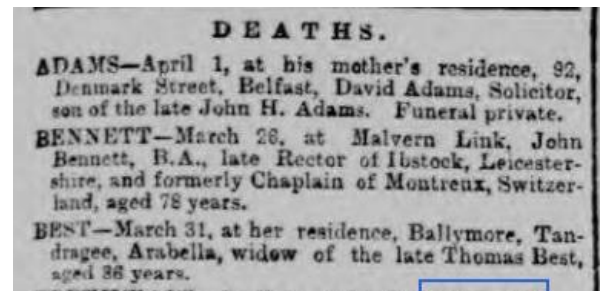 DEATHS.
ADAMS—April 1, at his mother's residence, 92,
Denmark Street, Belfast, David Adams, Solicitor,
son of the late John H. Adams. Funeral private.
BENNETT—March 26, at Malvern Link, John
Bennett, B.A., late Rector of Ibstock, Leicester-
shire, and formerly Chaplain of Montreux, Switzer-
land, aged 78 years.
BEST—March 31, at her residence, Ballymore, Tan-
dragee, Arabella, widow of the late Thomas Best,
aged 86 years.